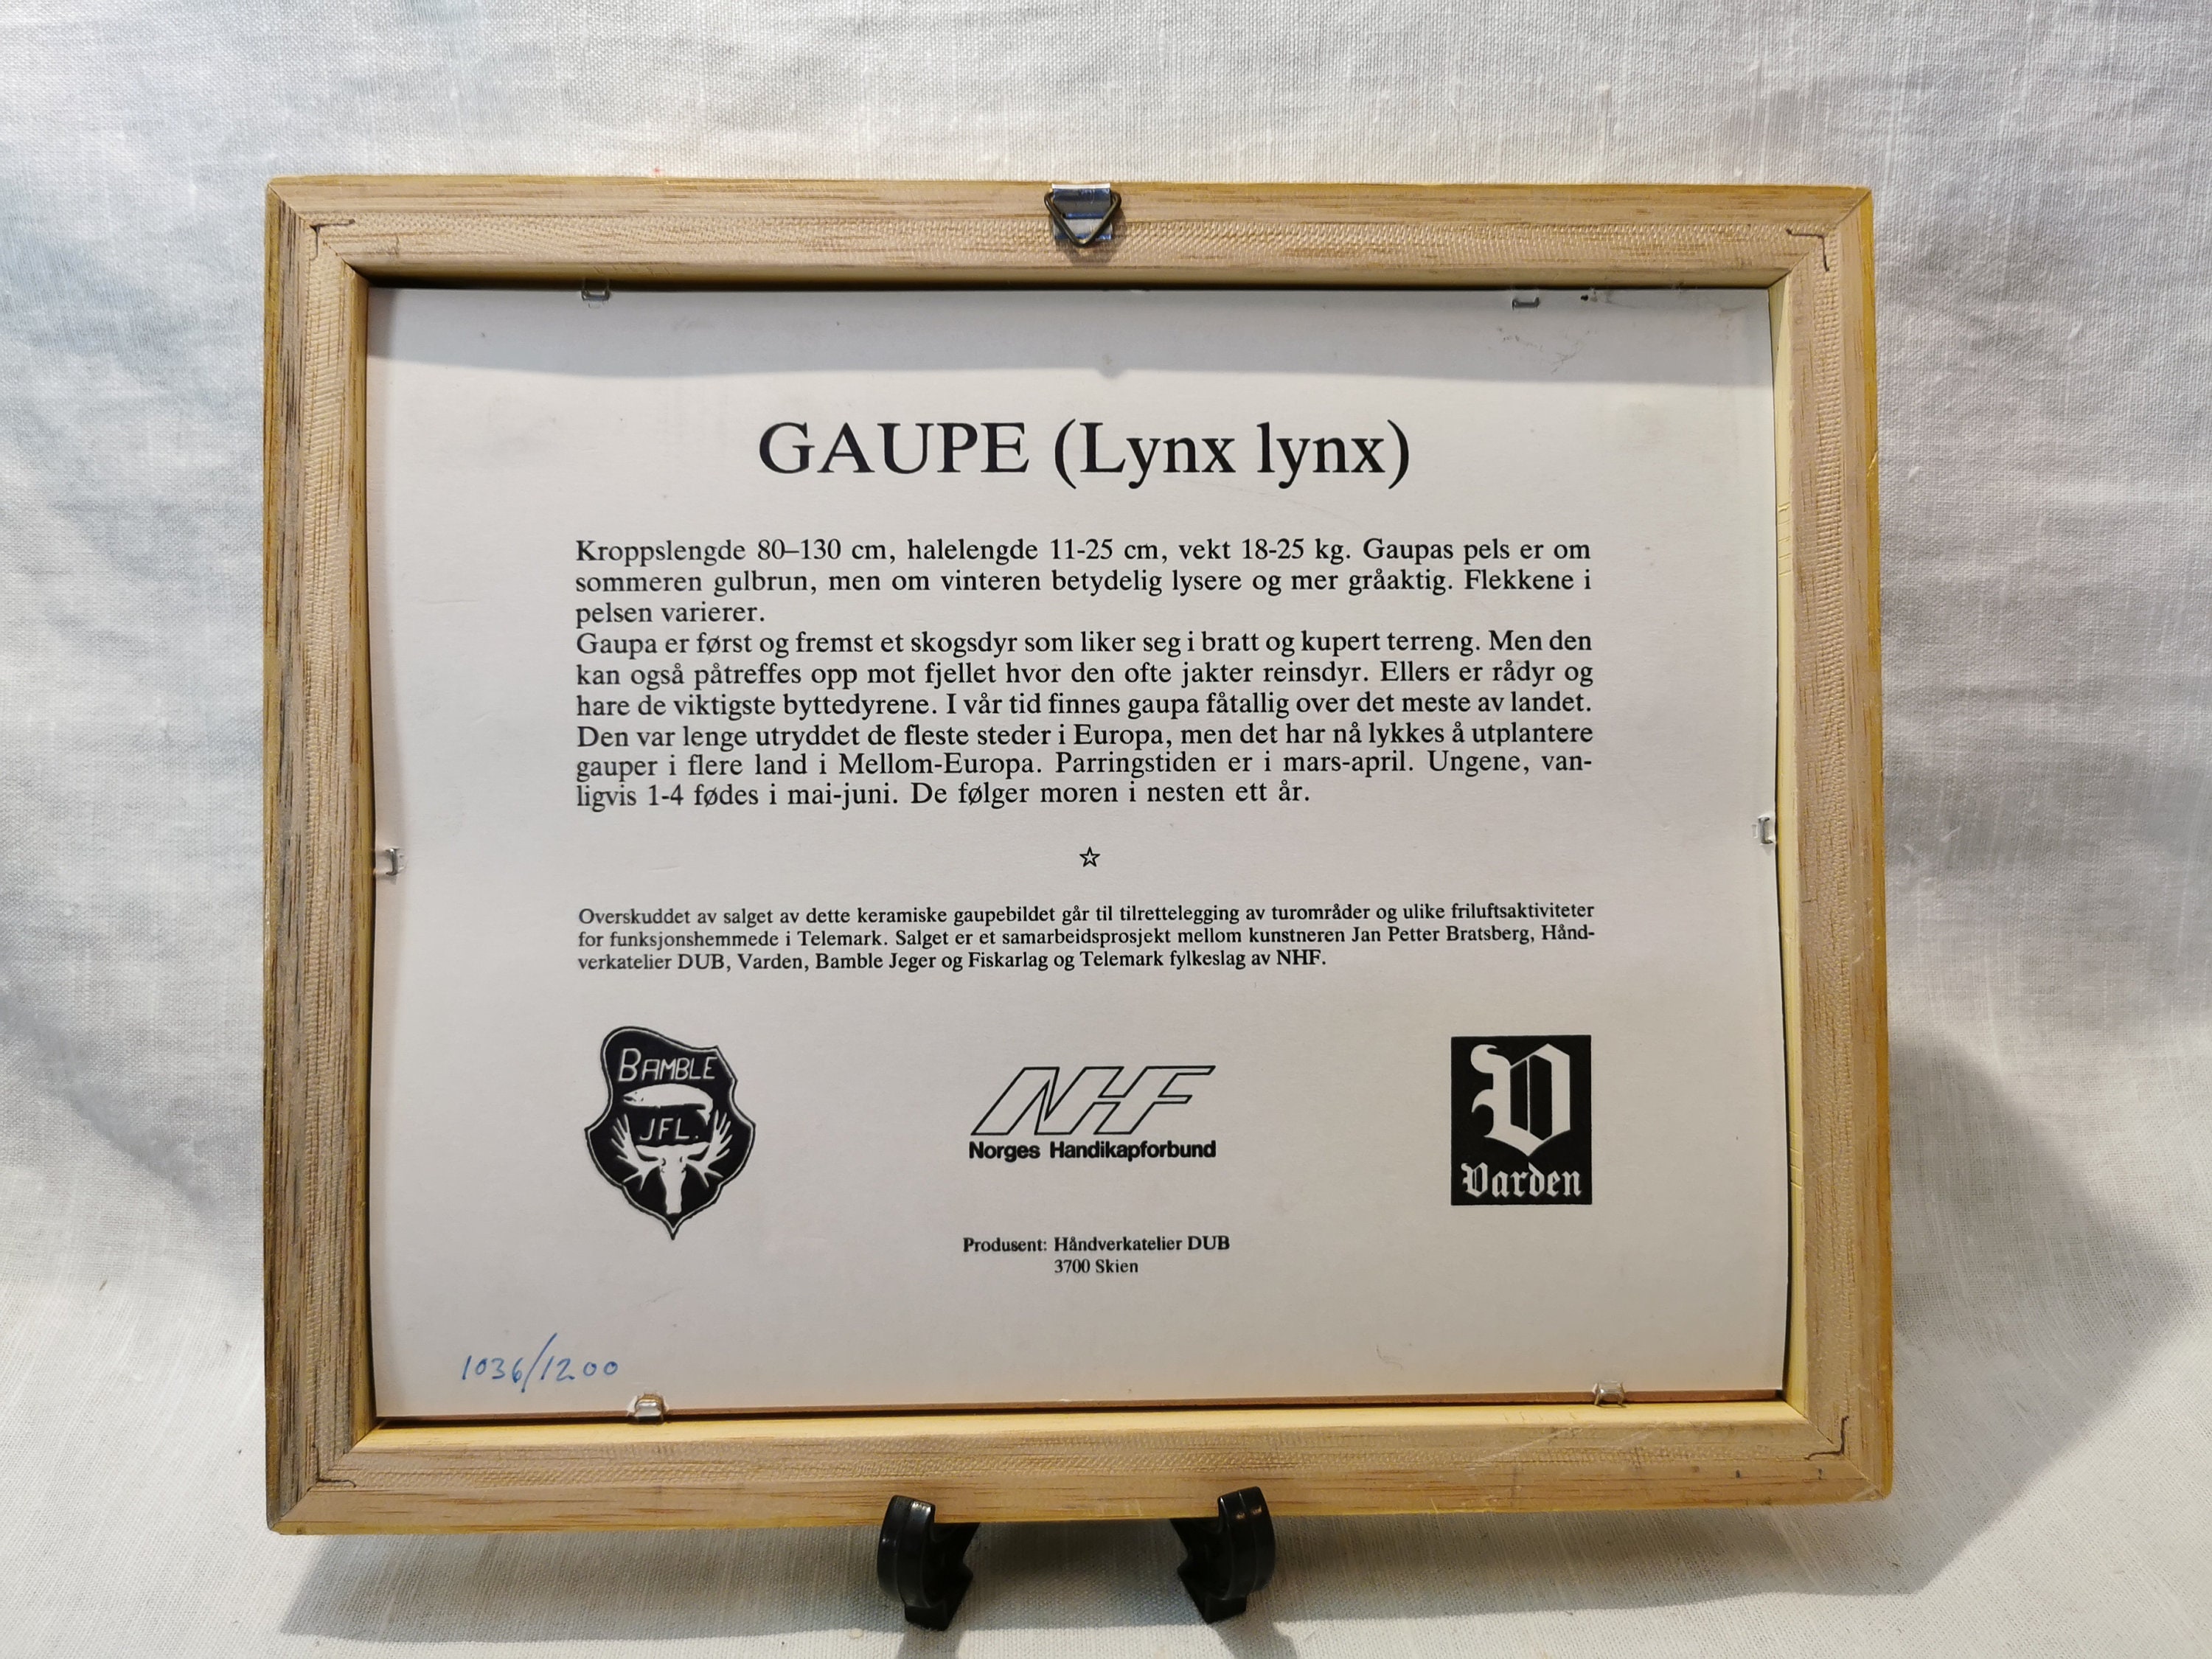 GAUPE (Lynx lynx)
Kroppslengde 80–130 cm, halelengde 11-25 cm, vekt 18-25 kg. Gaupas pels er om
sommeren gulbrun, men om vinteren betydelig lysere og mer gråaktig. Flekkene i
pelsen varierer.
Gaupa er først og fremst et skogsdyr som liker seg i bratt og kupert terreng. Men den
kan også påtreffes opp mot fjellet hvor den ofte jakter reinsdyr. Ellers er rådyr og
hare de viktigste byttedyrene. I vår tid finnes gaupa fåtallig over det meste av landet.
Den var lenge utryddet de fleste steder i Europa, men det har nå lykkes å utplantere
gauper i flere land i Mellom-Europa. Parringstiden er i mars-april. Ungene, van-
ligvis 1-4 fødes i mai-juni. De følger moren i nesten ett år.
Overskuddet av salget av dette keramiske gaupebildet går til tilrettelegging av turområder og ulike friluftsaktiviteter
for funksjonshemmede i Telemark. Salget er et samarbeidsprosjekt mellom kunstneren Jan Petter Bratsberg, Hånd-
verkatelier DUB, Varden, Bamble Jeger og Fiskarlag og Telemark fylkeslag av NHF.
BAMBLE
JFL.
NHF
Norges Handikapforbund
V
Varden
Produsent: Håndverkatelier DUB
3700 Skien
1036/1200